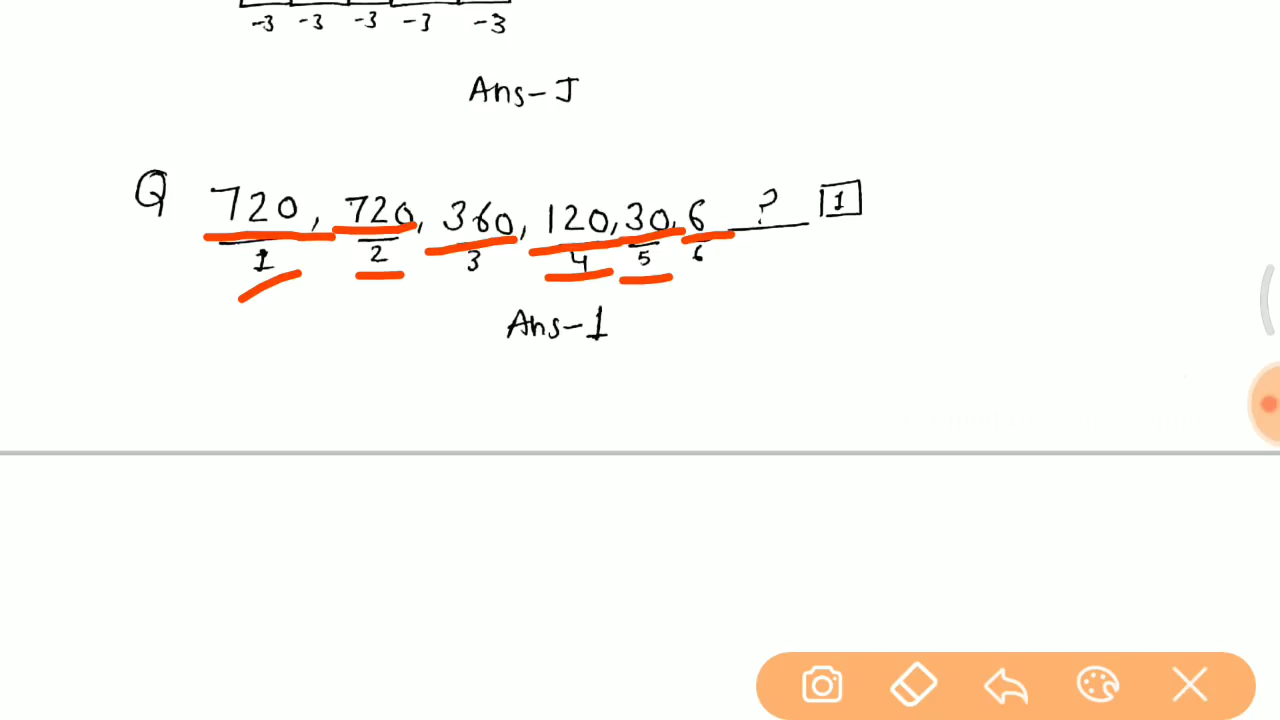 -3 -3 -3 -3 -3
Ans-J
Q 720, 720, 360, 120, 30, 6 ? 1
1 2 3 4 5 6
Ans-1